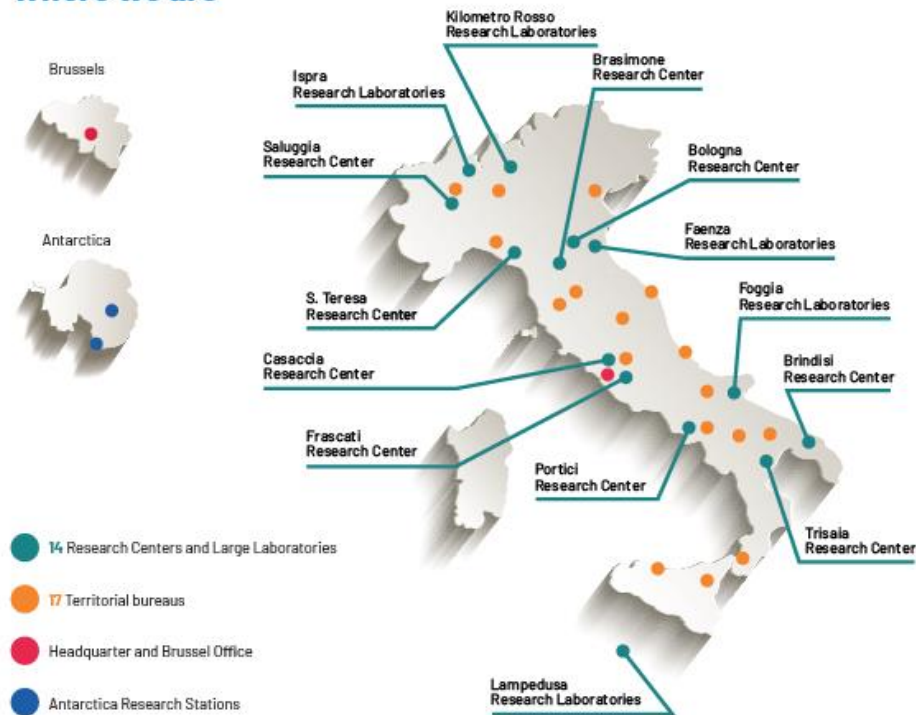 Kilometro Rosso
Research Laboratories
Brussels
Brasimone
Research Center
Ispra
Research Laboratories
Saluggia
Research Center
Bologna
Research Center
Antarctica
Faenza
Research Laboratories
S. Teresa
Research Center
Foggia
Research Laboratories
Casaccia
Research Center
Brindisi
Research Center
Frascati
Research Center
Portici
Research Center
14 Research Centers and Large Laboratories
Trisaia
Research Center
17 Territorial bureaus
Headquarter and Brussel Office
Lampedusa
Research Laboratories
Antarctica Research Stations